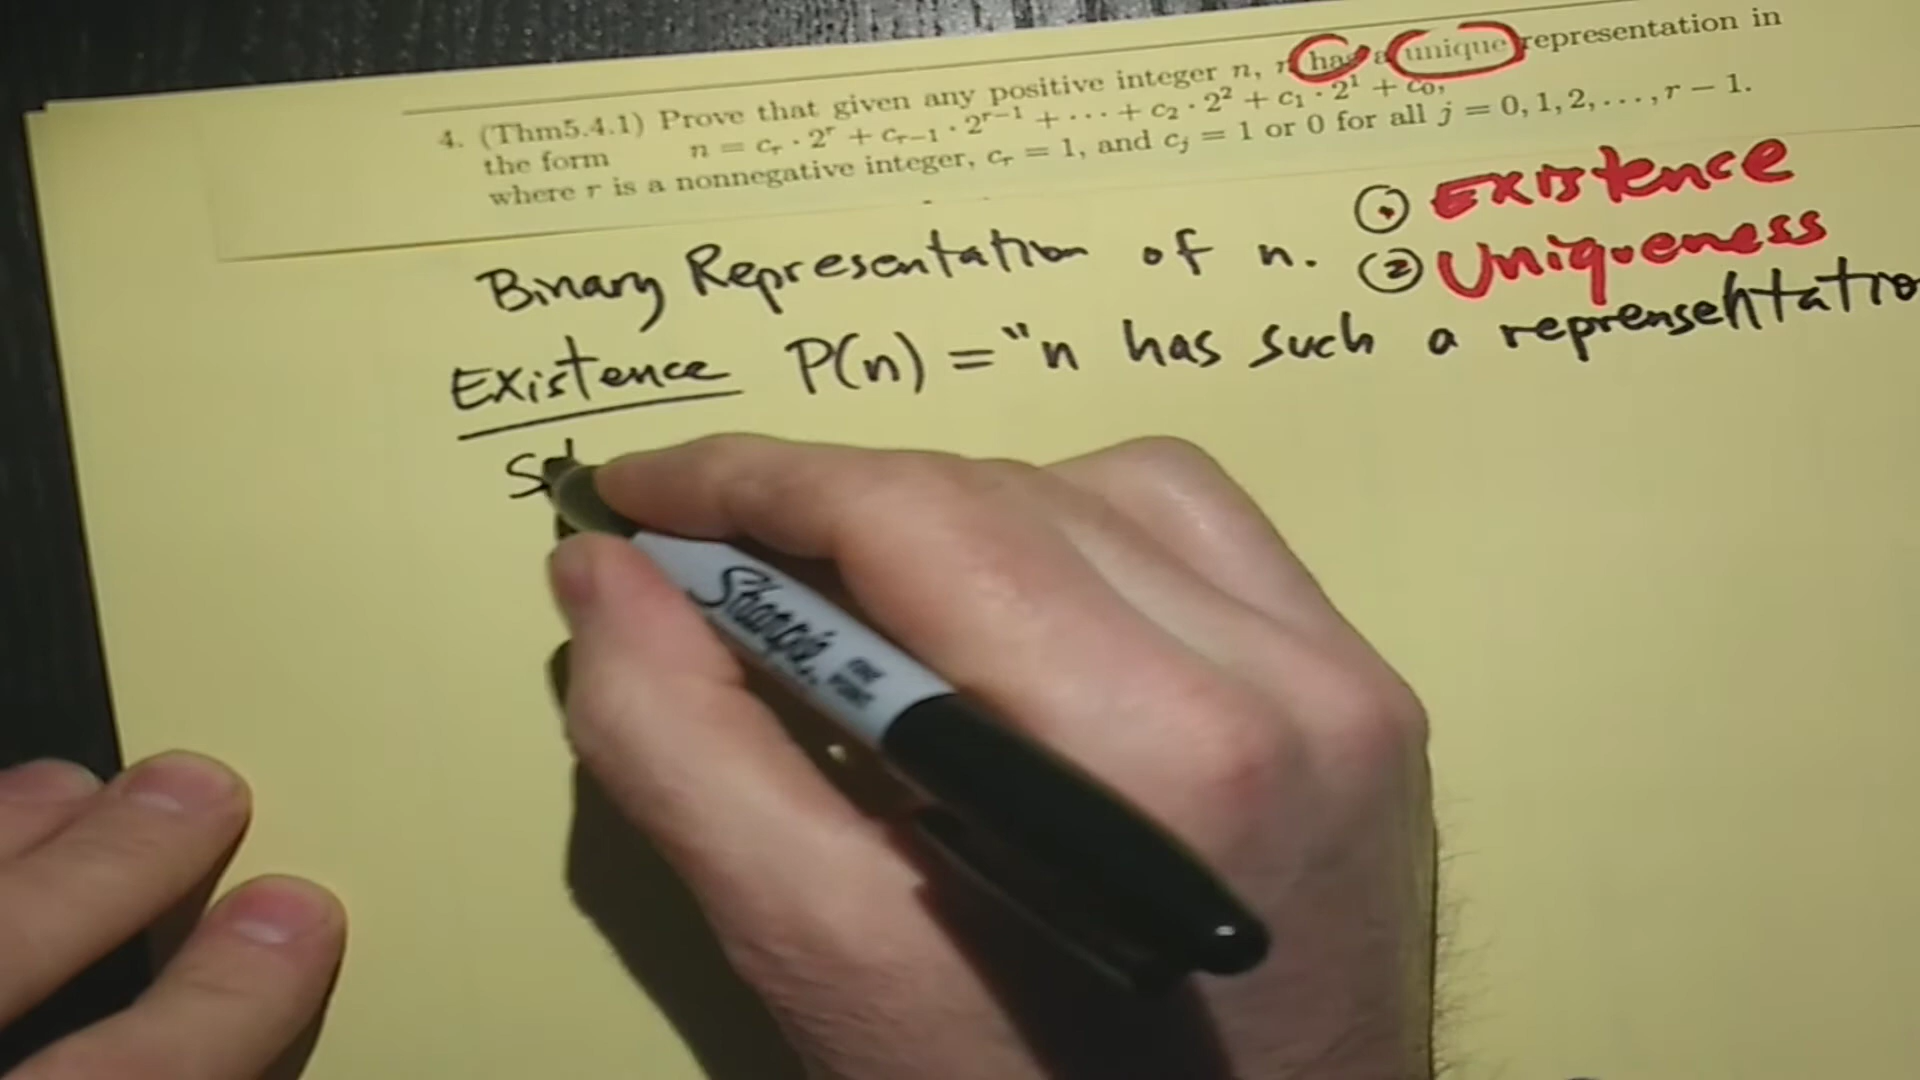 4. (Thm5.4.1) Prove that given any positive integer n, n has a unique representation in
the form n = c_r · 2^r + c_{r−1} · 2^{r−1} + · · · + c_2 · 2^2 + c_1 · 2^1 + c_0,
where r is a nonnegative integer, c_r = 1, and c_j = 1 or 0 for all j = 0, 1, 2, . . . , r − 1.
Binary Representation of n. ① Existence
② Uniqueness
Existence P(n) = "n has such a reprensentatio
Sharpie